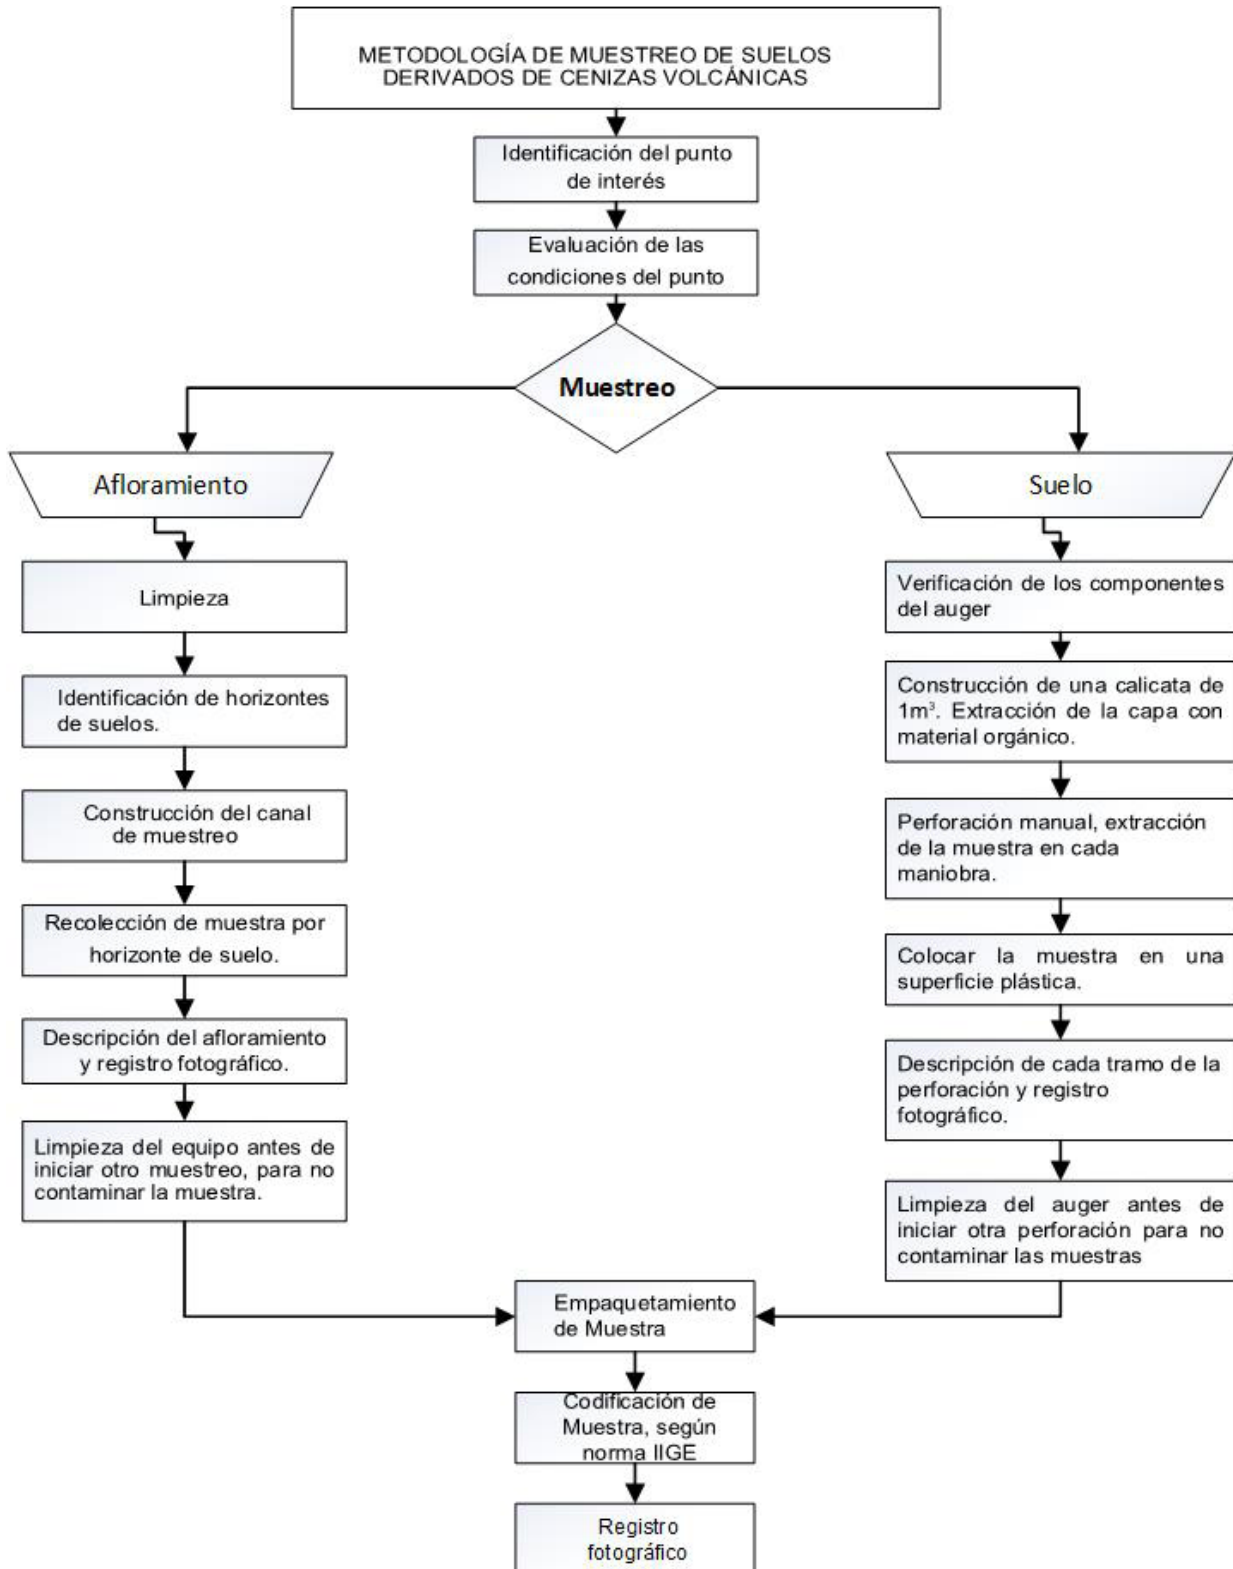 METODOLOGÍA DE MUESTREO DE SUELOS
DERIVADOS DE CENIZAS VOLCÁNICAS
Identificación del punto
de interés
Evaluación de las
condiciones del punto
Muestreo
Afloramiento
Limpieza
Identificación de horizontes
de suelos.
Construcción del canal
de muestreo
Recolección de muestra por
horizonte de suelo.
Descripción del afloramiento
y registro fotográfico.
Limpieza del equipo antes de
iniciar otro muestreo, para no
contaminar la muestra.
Suelo
Verificación de los componentes
del auger
Construcción de una calicata de
1m³. Extracción de la capa con
material orgánico.
Perforación manual, extracción
de la muestra en cada
maniobra.
Colocar la muestra en una
superficie plástica.
Descripción de cada tramo de la
perforación y registro
fotográfico.
Limpieza del auger antes de
iniciar otra perforación para no
contaminar las muestras
Empaquetamiento
de Muestra
Codificación de
Muestra, según
norma IIGE
Registro
fotográfico